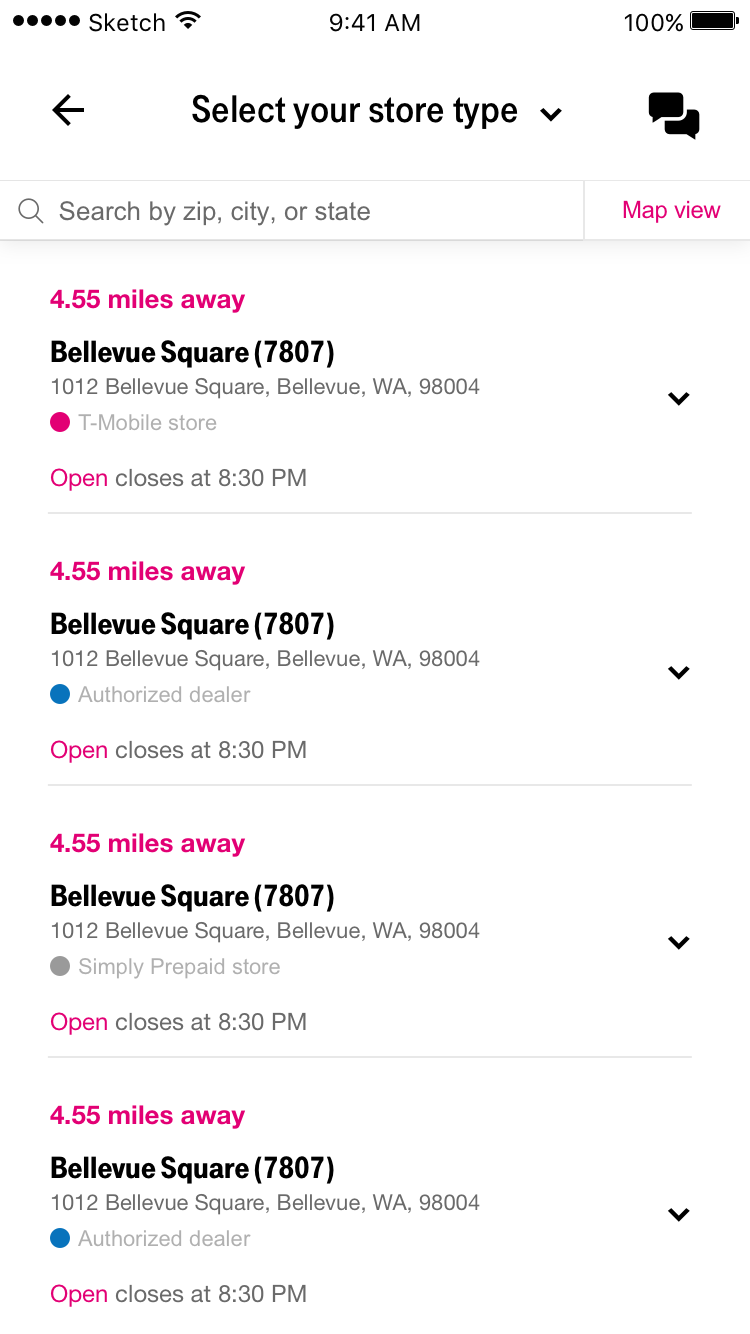 Sketch 9:41 AM 100%
Select your store type
Search by zip, city, or state Map view
4.55 miles away
Bellevue Square (7807)
1012 Bellevue Square, Bellevue, WA, 98004
T-Mobile store
Open closes at 8:30 PM
4.55 miles away
Bellevue Square (7807)
1012 Bellevue Square, Bellevue, WA, 98004
Authorized dealer
Open closes at 8:30 PM
4.55 miles away
Bellevue Square (7807)
1012 Bellevue Square, Bellevue, WA, 98004
Simply Prepaid store
Open closes at 8:30 PM
4.55 miles away
Bellevue Square (7807)
1012 Bellevue Square, Bellevue, WA, 98004
Authorized dealer
Open closes at 8:30 PM